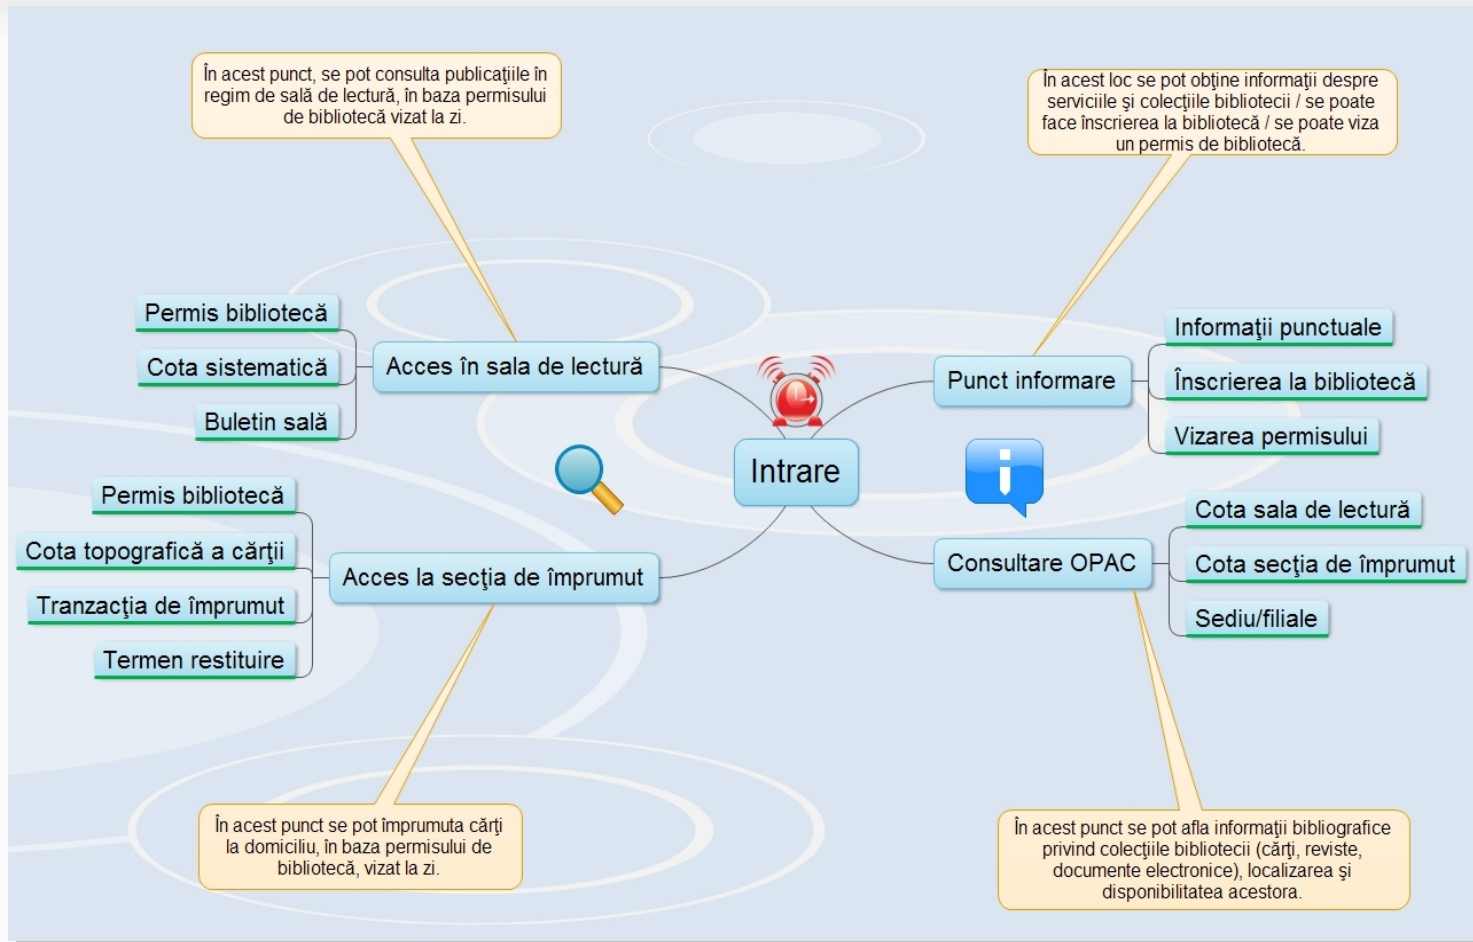 În acest punct, se pot consulta publicaţiile în
regim de sală de lectură, în baza permisului
de bibliotecă vizat la zi.
În acest loc se pot obţine informaţii despre
serviciile şi colecţiile bibliotecii / se poate
face înscrierea la bibliotecă / se poate viza
un permis de bibliotecă.
Permis bibliotecă
Cota sistematică
Buletin sală
Acces în sala de lectură
Punct informare
Informaţii punctuale
Înscrierea la bibliotecă
Vizarea permisului
Intrare
Permis bibliotecă
Cota topografică a cărţii
Tranzacţia de împrumut
Termen restituire
Acces la secţia de împrumut
Consultare OPAC
Cota sala de lectură
Cota secţia de împrumut
Sediu/filiale
În acest punct se pot împrumuta cărţi
la domiciliu, în baza permisului de
bibliotecă, vizat la zi.
În acest punct se pot afla informaţii bibliografice
privind colecţiile bibliotecii (cărţi, reviste,
documente electronice), localizarea şi
disponibilitatea acestora.